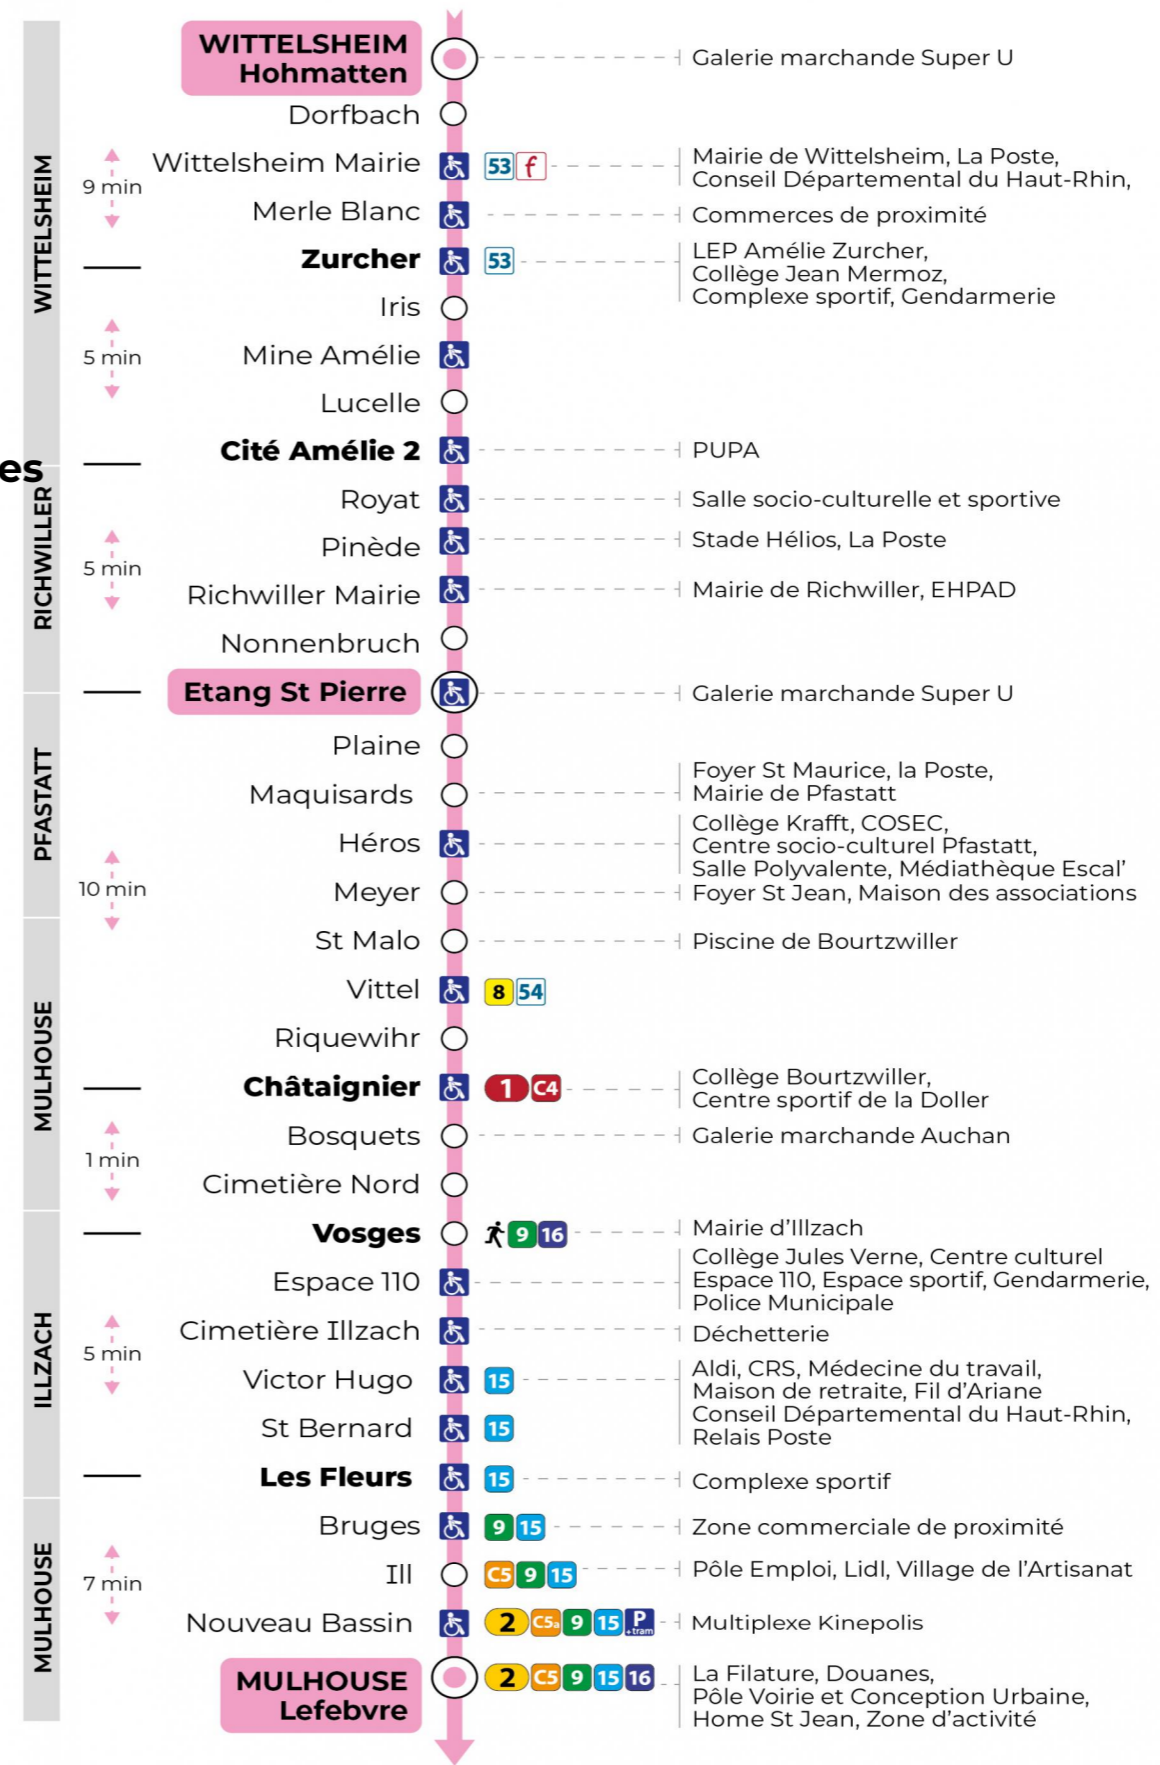 WITTELSHEIM
Hohmatten
Galerie marchande Super U
Dorfbach
WITTELSHEIM
9 min
Wittelsheim Mairie
53 f
Mairie de Wittelsheim, La Poste,
Conseil Départemental du Haut-Rhin,
Merle Blanc
Commerces de proximité
Zurcher
53
LEP Amélie Zurcher,
Collège Jean Mermoz,
Complexe sportif, Gendarmerie
Iris
5 min
Mine Amélie
Lucelle
Cité Amélie 2
PUPA
es
RICHWILLER
Royat
Salle socio-culturelle et sportive
5 min
Pinède
Stade Hélios, La Poste
Richwiller Mairie
Mairie de Richwiller, EHPAD
Nonnenbruch
Etang St Pierre
Galerie marchande Super U
PFASTATT
Plaine
Maquisards
Foyer St Maurice, la Poste,
Mairie de Pfastatt
Héros
Collège Krafft, COSEC,
Centre socio-culturel Pfastatt,
Salle Polyvalente, Médiathèque Escal’
10 min
Meyer
Foyer St Jean, Maison des associations
MULHOUSE
St Malo
Piscine de Bourtzwiller
Vittel
8 54
Riquewihr
Châtaignier
1 C4
Collège Bourtzwiller,
Centre sportif de la Doller
1 min
Bosquets
Galerie marchande Auchan
Cimetière Nord
ILLZACH
Vosges
9 16
Mairie d’Illzach
Espace 110
Collège Jules Verne, Centre culturel
Espace 110, Espace sportif, Gendarmerie,
Police Municipale
5 min
Cimetière Illzach
Déchetterie
Victor Hugo
15
Aldi, CRS, Médecine du travail,
Maison de retraite, Fil d’Ariane
St Bernard
15
Conseil Départemental du Haut-Rhin,
Relais Poste
Les Fleurs
15
Complexe sportif
MULHOUSE
Bruges
9 15
Zone commerciale de proximité
7 min
Ill
C5 9 15
Pôle Emploi, Lidl, Village de l’Artisanat
Nouveau Bassin
2 C5a 9 15 P +tram
Multiplexe Kinepolis
MULHOUSE
Lefebvre
2 C5 9 15 16
La Filature, Douanes,
Pôle Voirie et Conception Urbaine,
Home St Jean, Zone d’activité